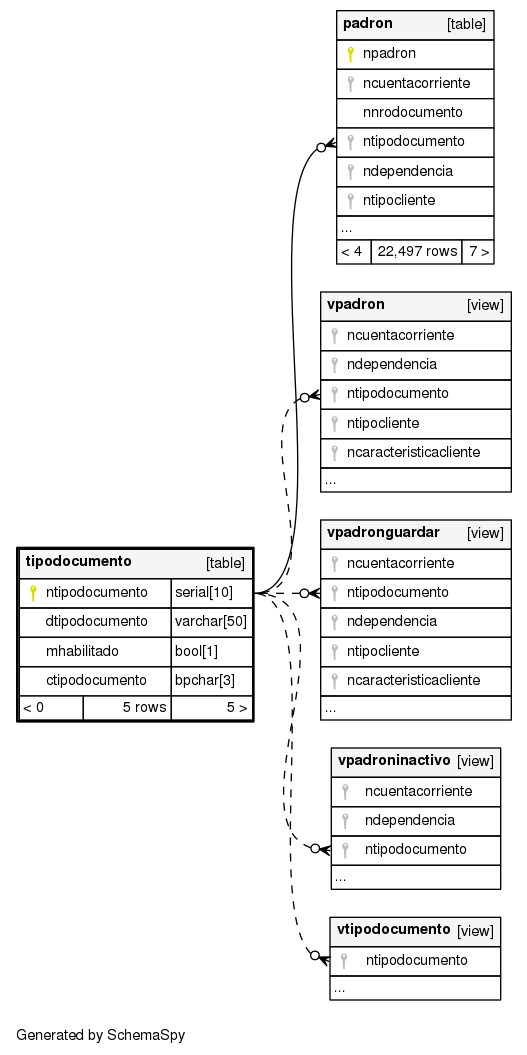 padron [table]
npadron
ncuentacorriente
nnrodocumento
ntipodocumento
ndependencia
ntipocliente
...
< 4 22,497 rows 7 >
vpadron [view]
ncuentacorriente
ndependencia
ntipodocumento
ntipocliente
ncaracteristicacliente
...
vpadronguardar [view]
ncuentacorriente
ntipodocumento
ndependencia
ntipocliente
ncaracteristicacliente
...
tipodocumento [table]
ntipodocumento serial[10]
dtipodocumento varchar[50]
mhabilitado bool[1]
ctipodocumento bpchar[3]
< 0 5 rows 5 >
vpadroninactivo [view]
ncuentacorriente
ndependencia
ntipodocumento
...
vtipodocumento [view]
ntipodocumento
...
Generated by SchemaSpy